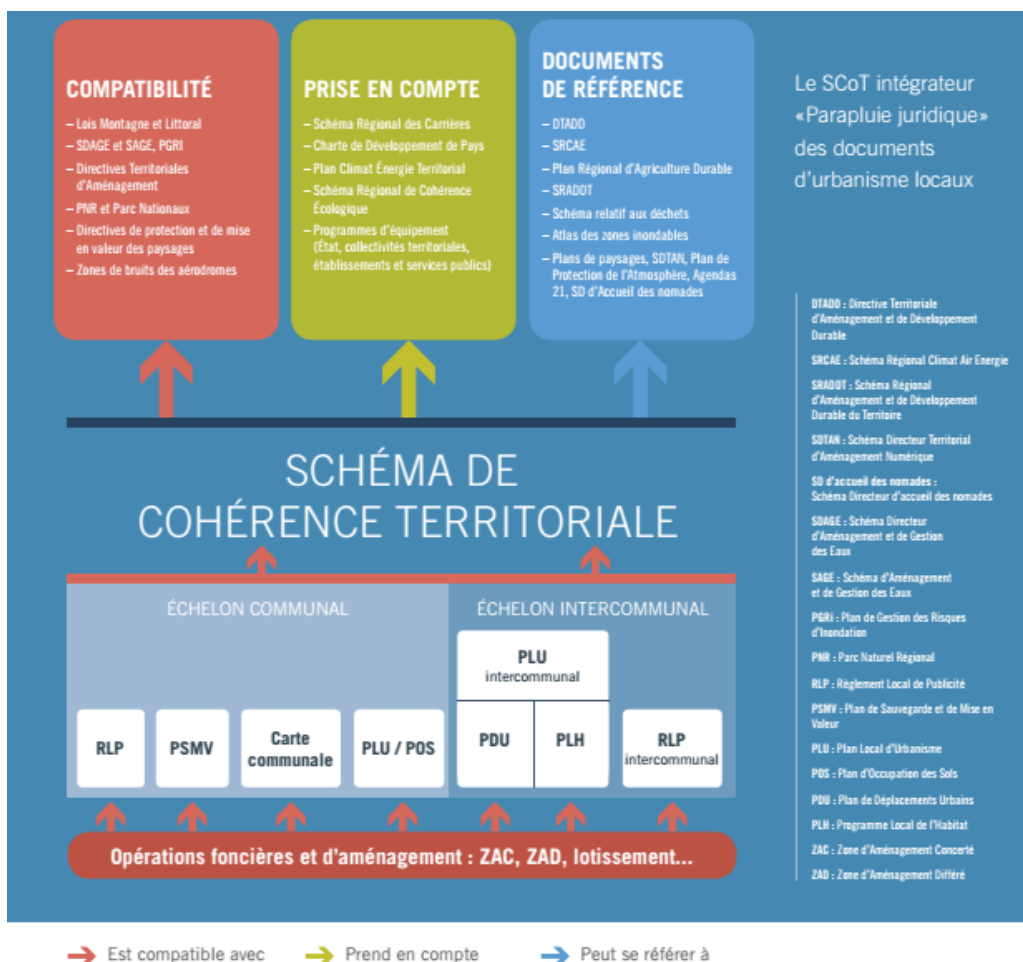 COMPATIBILITÉ
– Lois Montagne et Littoral
– SDAGE et SAGE, PGRI
– Directives Territoriales
d'Aménagement
– PNR et Parc Nationaux
– Directives de protection et de mise
en valeur des paysages
– Zones de bruits des aérodromes
PRISE EN COMPTE
– Schéma Régional des Carrières
– Charte de Développement de Pays
– Plan Climat Énergie Territorial
– Schéma Régional de Cohérence
Écologique
– Programmes d'équipement
(État, collectivités territoriales,
établissements et services publics)
DOCUMENTS
DE RÉFÉRENCE
– DTADD
– SRCAE
– Plan Régional d'Agriculture Durable
– SRADDT
– Schéma relatif aux déchets
– Atlas des zones inondables
– Plans de paysages, SDTAN, Plan de
Protection de l'Atmosphère, Agendas
21, SD d'Accueil des nomades
Le SCoT intégrateur
«Parapluie juridique»
des documents
d'urbanisme locaux
SCHÉMA DE
COHÉRENCE TERRITORIALE
ÉCHELON COMMUNAL
ÉCHELON INTERCOMMUNAL
RLP
PSMV
Carte
communale
PLU / POS
PLU
intercommunal
PDU
PLH
RLP
intercommunal
Opérations foncières et d'aménagement : ZAC, ZAD, lotissement...
DTADD : Directive Territoriale
d'Aménagement et de Développement
Durable
SRCAE : Schéma Régional Climat Air Energie
SRADDT : Schéma Régional
d'Aménagement et de Développement
Durable du Territoire
SDTAN : Schéma Directeur Territorial
d'Aménagement Numérique
SD d'accueil des nomades :
Schéma Directeur d'accueil des nomades
SDAGE : Schéma Directeur
d'Aménagement et de Gestion
des Eaux
SAGE : Schéma d'Aménagement
et de Gestion des Eaux
PGRi : Plan de Gestion des Risques
d'Inondation
PNR : Parc Naturel Régional
RLP : Règlement Local de Publicité
PSMV : Plan de Sauvegarde et de Mise en
Valeur
PLU : Plan Local d'Urbanisme
POS : Plan d'Occupation des Sols
PDU : Plan de Déplacements Urbains
PLH : Programme Local de l'Habitat
ZAC : Zone d'Aménagement Concerté
ZAD : Zone d'Aménagement Différé
Est compatible avec
Prend en compte
Peut se référer à